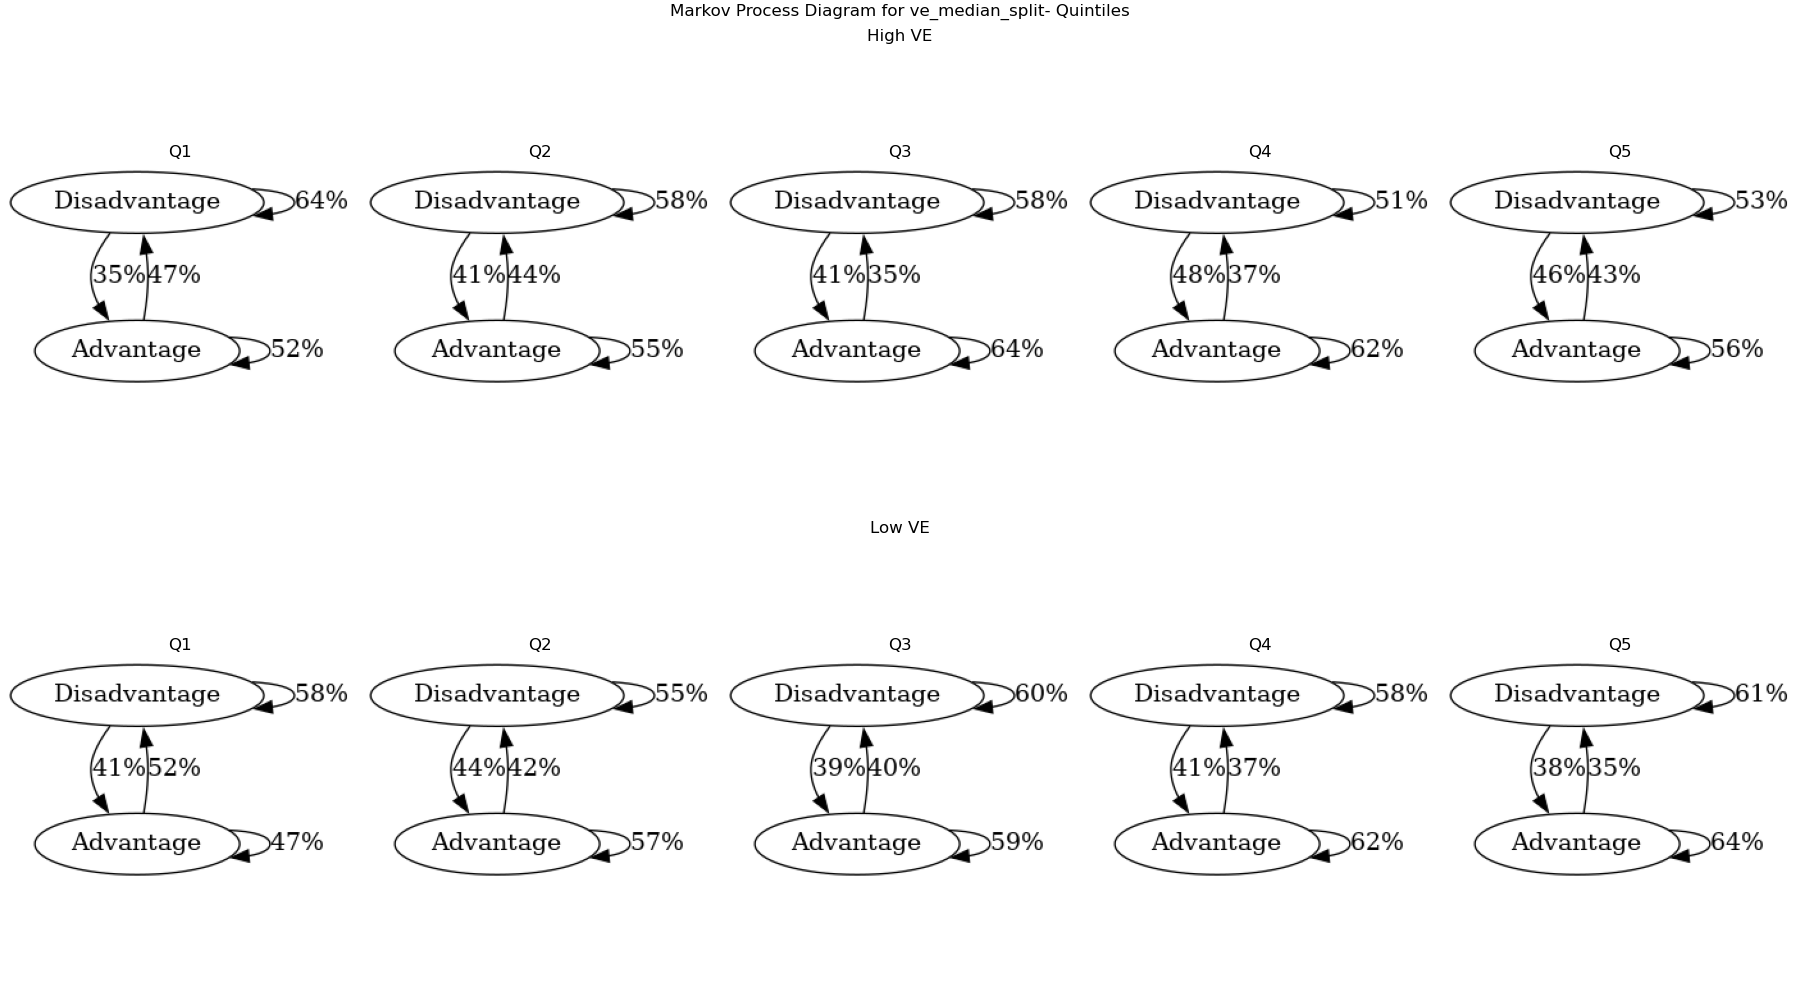 Markov Process Diagram for ve_median_split- Quintiles
High VE
Q1 Q2 Q3 Q4 Q5
Disadvantage 64% Disadvantage 58% Disadvantage 58% Disadvantage 51% Disadvantage 53%
35% 47% 41% 44% 41% 35% 48% 37% 46% 43%
Advantage 52% Advantage 55% Advantage 64% Advantage 62% Advantage 56%
Low VE
Q1 Q2 Q3 Q4 Q5
Disadvantage 58% Disadvantage 55% Disadvantage 60% Disadvantage 58% Disadvantage 61%
41% 52% 44% 42% 39% 40% 41% 37% 38% 35%
Advantage 47% Advantage 57% Advantage 59% Advantage 62% Advantage 64%